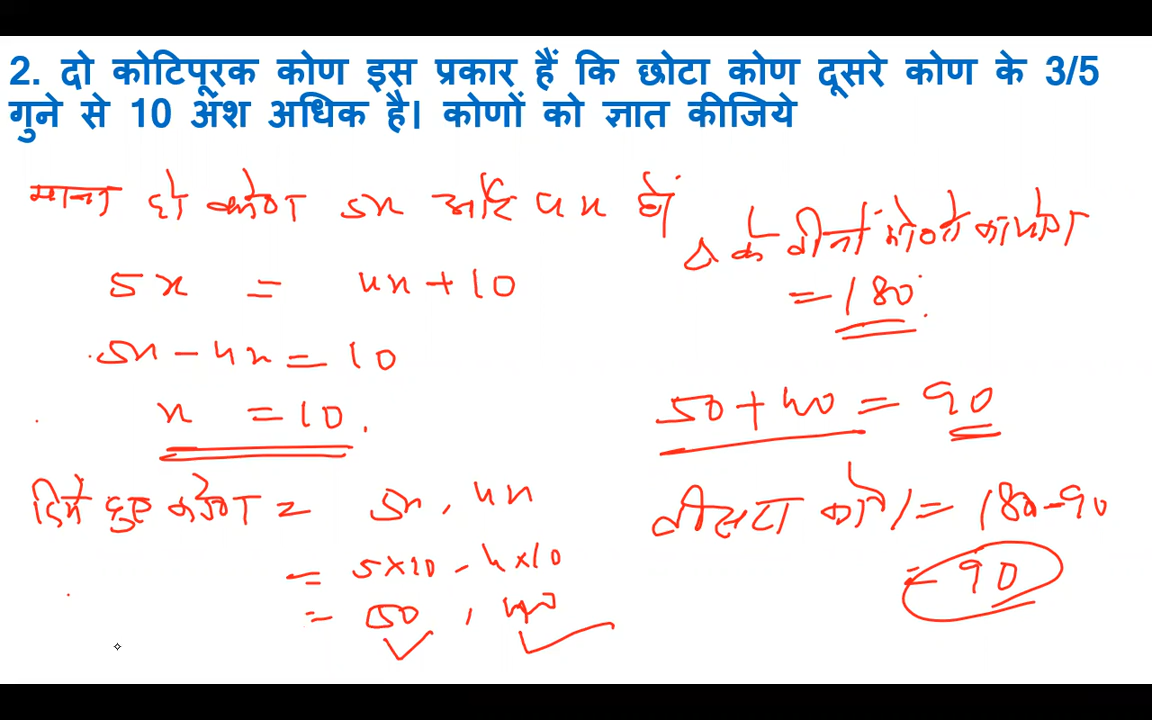 2. दो कोटिपूरक कोण इस प्रकार हैं कि छोटा कोण दूसरे कोण के 3/5
गुने से 10 अंश अधिक है। कोणों को ज्ञात कीजिये
माना दो कोण 5x और 4x है।
5x = 4x + 10
5x - 4x = 10
x = 10
दिये हुए कोण = 5x, 4x
= 5×10 - 4×10
= 50, 40
Δ के तीनों कोणों का योग
= 180°
50 + 40 = 90
तीसरा कोण = 180 - 90
= 90